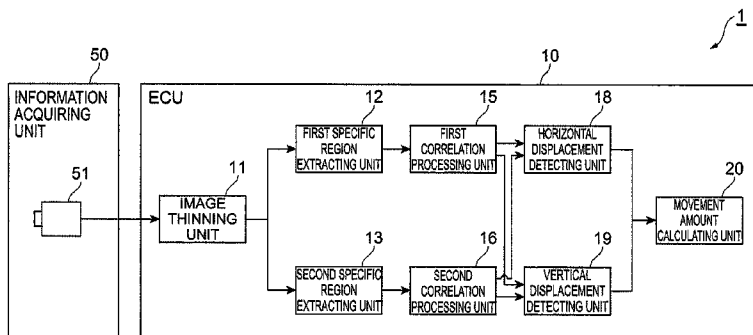 1
50
10
INFORMATION
ACQUIRING
UNIT
ECU
12
15
18
FIRST SPECIFIC
REGION
EXTRACTING UNIT
FIRST
CORRELATION
PROCESSING UNIT
HORIZONTAL
DISPLACEMENT
DETECTING UNIT
51
11
20
IMAGE
THINNING
UNIT
MOVEMENT
AMOUNT
CALCULATING UNIT
13
16
19
SECOND SPECIFIC
REGION
EXTRACTING UNIT
SECOND
CORRELATION
PROCESSING UNIT
VERTICAL
DISPLACEMENT
DETECTING UNIT